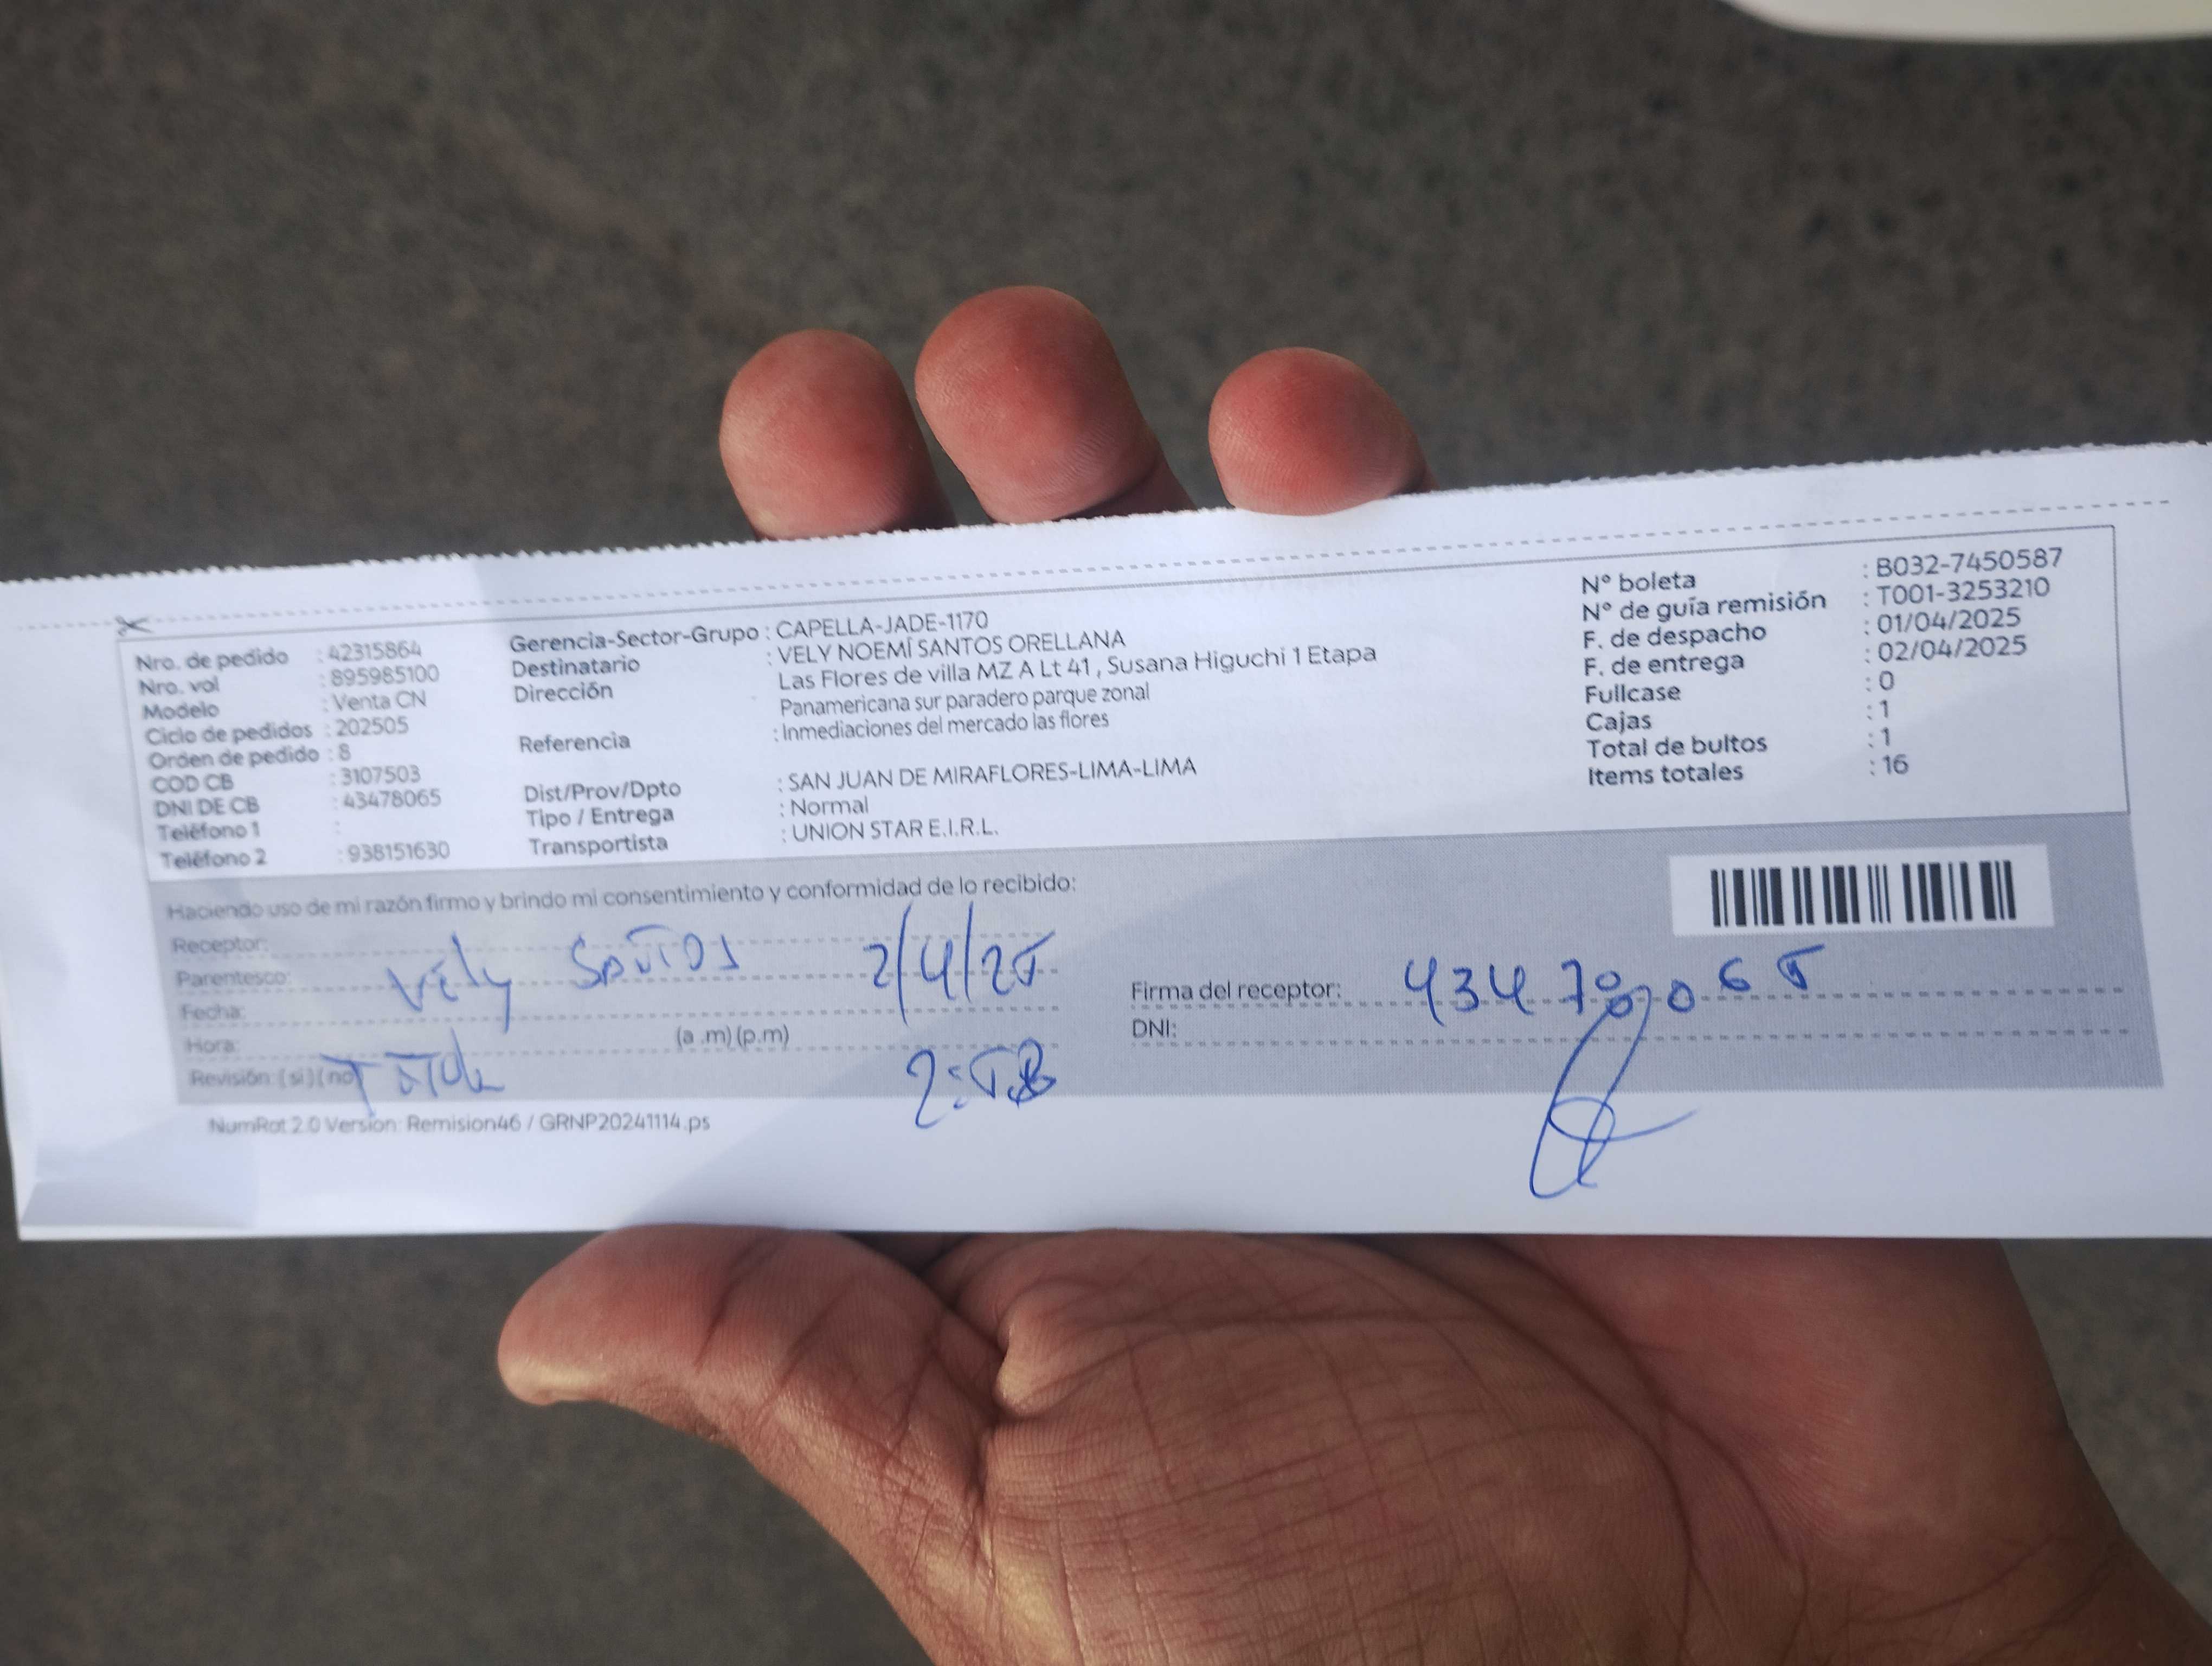 Nro. de pedido : 42315864
Nro. vol : 895985100
Modelo : Venta CN
Ciclo de pedidos : 202505
Orden de pedido : 8
COD CB : 3107503
DNI DE CB : 43478065
Teléfono 1 :
Teléfono 2 : 938151630
Gerencia-Sector-Grupo : CAPELLA-JADE-1170
Destinatario : VELY NOEMÍ SANTOS ORELLANA
Dirección : Las Flores de villa MZ A Lt 41 , Susana Higuchi 1 Etapa
Panamericana sur paradero parque zonal
Referencia : Inmediaciones del mercado las flores
Dist/Prov/Dpto : SAN JUAN DE MIRAFLORES-LIMA-LIMA
Tipo / Entrega : Normal
Transportista : UNION STAR E.I.R.L.
N° boleta : B032-7450587
N° de guía remisión : T001-3253210
F. de despacho : 01/04/2025
F. de entrega : 02/04/2025
Fullcase : 0
Cajas : 1
Total de bultos : 1
Items totales : 16
Haciendo uso de mi razón firmo y brindo mi consentimiento y conformidad de lo recibido:
Receptor:
Parentesco: Vely Santos 2/4/25
Fecha:
Hora: (a .m) (p.m)
Revisión: ( si ) ( no)
Firma del receptor: 43478065
DNI:
NumRot 2.0 Version: Remision46 / GRNP20241114.ps